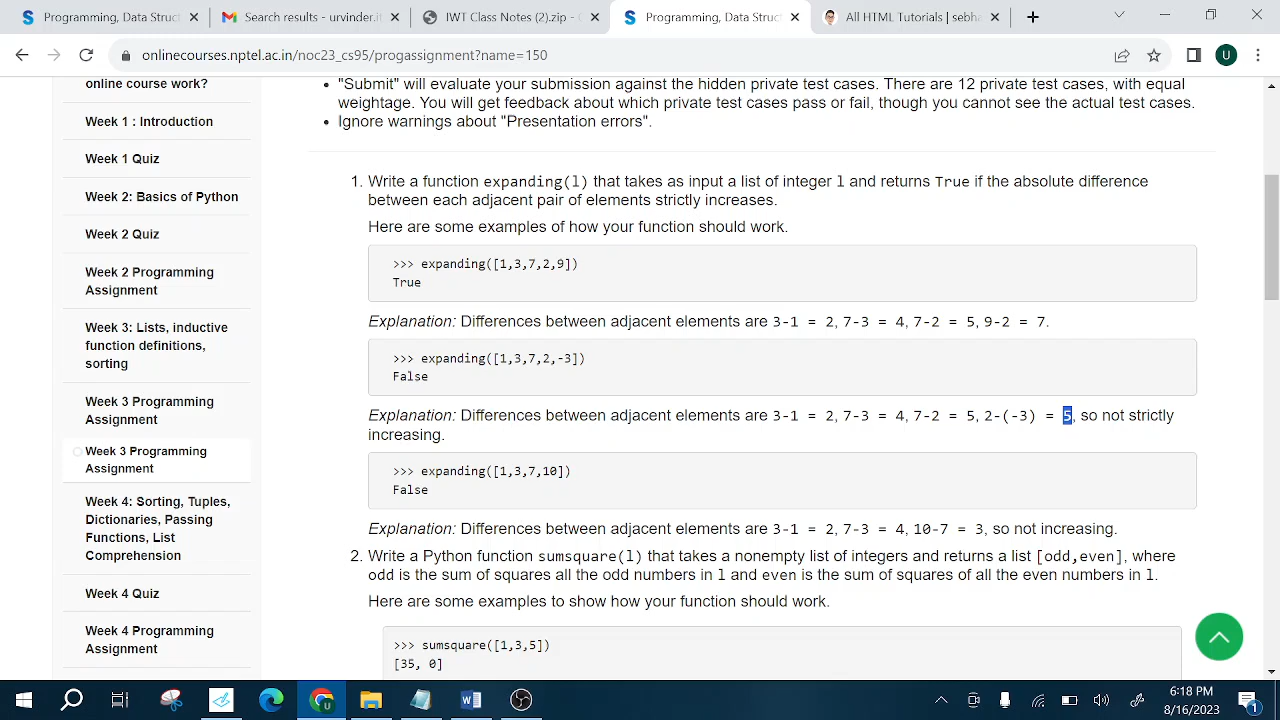 Programming, Data Struct
Search results - urvinder.it
IWT Class Notes (2).zip -
Programming, Data Struct
All HTML Tutorials | sebha
onlinecourses.nptel.ac.in/noc23_cs95/progassignment?name=150
U
online course work?
Week 1 : Introduction
Week 1 Quiz
Week 2: Basics of Python
Week 2 Quiz
Week 2 Programming
Assignment
Week 3: Lists, inductive
function definitions,
sorting
Week 3 Programming
Assignment
Week 3 Programming
Assignment
Week 4: Sorting, Tuples,
Dictionaries, Passing
Functions, List
Comprehension
Week 4 Quiz
Week 4 Programming
Assignment
• "Submit" will evaluate your submission against the hidden private test cases. There are 12 private test cases, with equal
weightage. You will get feedback about which private test cases pass or fail, though you cannot see the actual test cases.
• Ignore warnings about "Presentation errors".
1. Write a function expanding(l) that takes as input a list of integer l and returns True if the absolute difference
between each adjacent pair of elements strictly increases.
Here are some examples of how your function should work.
>>> expanding([1,3,7,2,9])
True
Explanation: Differences between adjacent elements are 3-1 = 2, 7-3 = 4, 7-2 = 5, 9-2 = 7.
>>> expanding([1,3,7,2,-3])
False
Explanation: Differences between adjacent elements are 3-1 = 2, 7-3 = 4, 7-2 = 5, 2-(-3) = 5, so not strictly
increasing.
>>> expanding([1,3,7,10])
False
Explanation: Differences between adjacent elements are 3-1 = 2, 7-3 = 4, 10-7 = 3, so not increasing.
2. Write a Python function sumsquare(l) that takes a nonempty list of integers and returns a list [odd,even], where
odd is the sum of squares all the odd numbers in l and even is the sum of squares of all the even numbers in l.
Here are some examples to show how your function should work.
>>> sumsquare([1,3,5])
[35, 0]
6:18 PM
8/16/2023
1